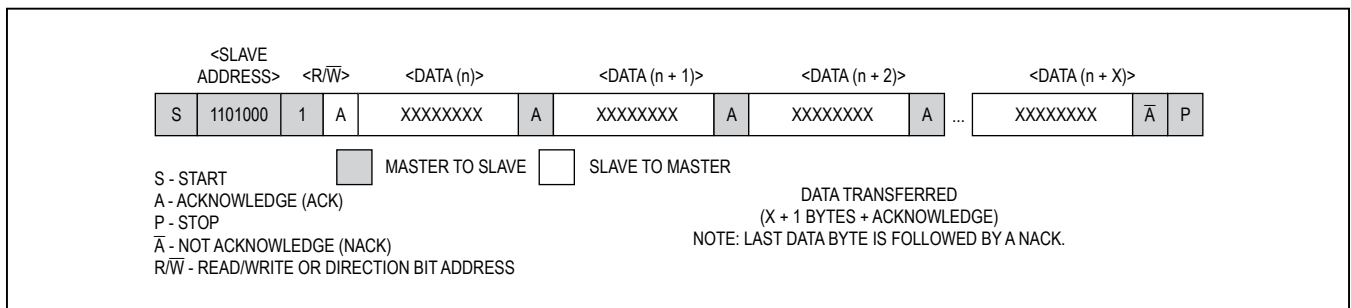 <SLAVE
ADDRESS> <R/W̅> <DATA (n)> <DATA (n + 1)> <DATA (n + 2)> <DATA (n + X)>
S 1101000 1 A XXXXXXXX A XXXXXXXX A XXXXXXXX A ... XXXXXXXX A̅ P
MASTER TO SLAVE SLAVE TO MASTER
S - START
A - ACKNOWLEDGE (ACK)
P - STOP
A̅ - NOT ACKNOWLEDGE (NACK)
R/W̅ - READ/WRITE OR DIRECTION BIT ADDRESS
DATA TRANSFERRED
(X + 1 BYTES + ACKNOWLEDGE)
NOTE: LAST DATA BYTE IS FOLLOWED BY A NACK.